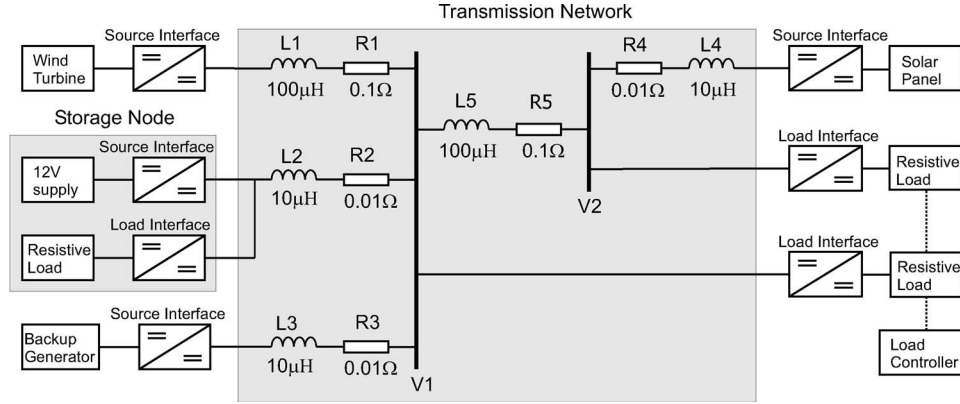 Transmission Network
Source Interface
L1
R1
R4
L4
Source Interface
Wind
Turbine
100μH
0.1Ω
0.01Ω
10μH
Solar
Panel
L5
R5
Storage Node
Source Interface
100μH
0.1Ω
Load Interface
12V
supply
L2
R2
10μH
0.01Ω
Resistive
Load
V2
Load Interface
Resistive
Load
Load Interface
Resistive
Load
Source Interface
L3
R3
Backup
Generator
10μH
0.01Ω
V1
Load
Controller